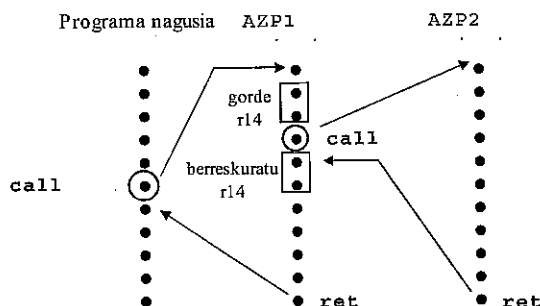 Programa nagusia AZP1 AZP2
gorde
r14
call
berreskuratu
r14
call
ret
ret